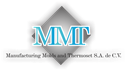 MMT
Manufacturing Molds and Thermoset S.A. de C.V.